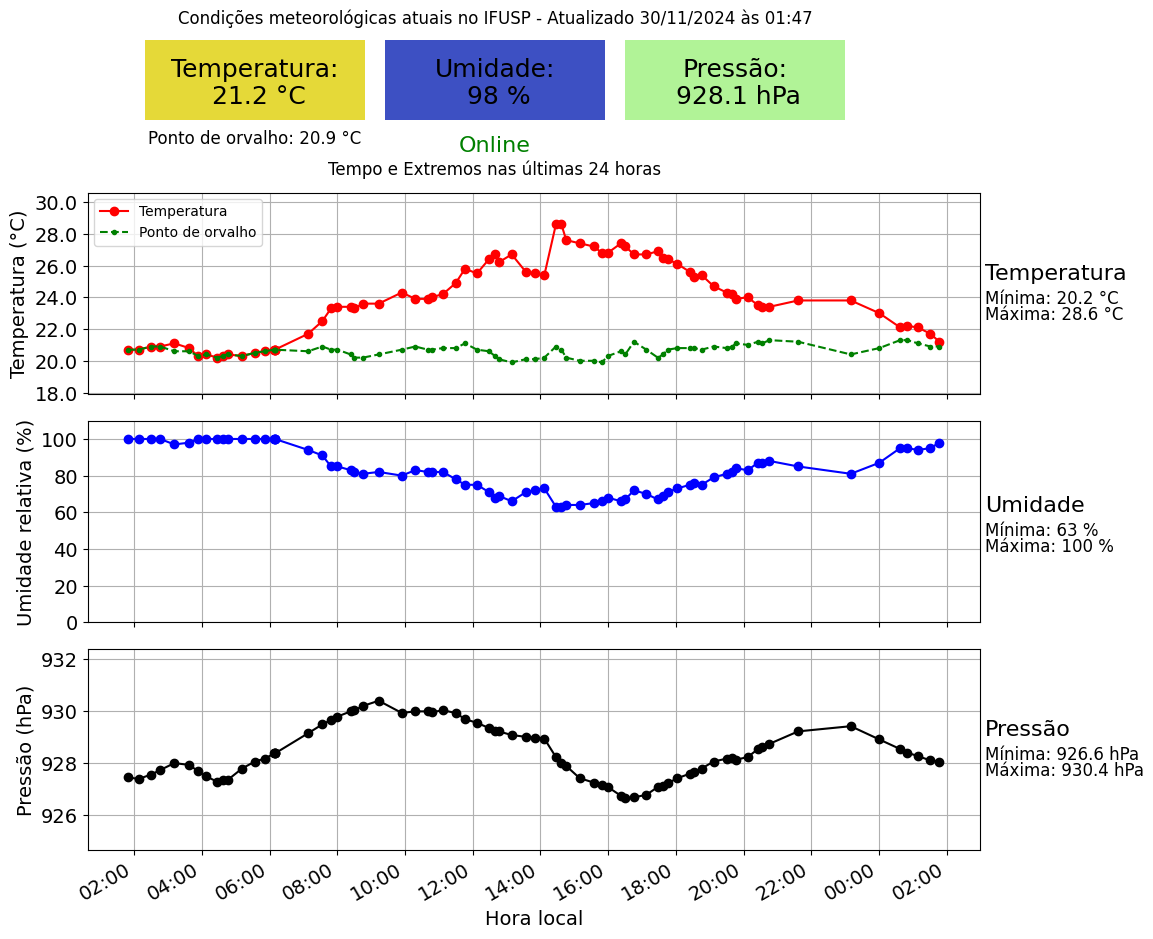 Condições meteorológicas atuais no IFUSP - Atualizado 30/11/2024 às 01:47
Temperatura:
21.2 °C
Umidade:
98 %
Pressão:
928.1 hPa
Ponto de orvalho: 20.9 °C
Online
Tempo e Extremos nas últimas 24 horas
Temperatura (°C)
30.0
28.0
26.0
24.0
22.0
20.0
18.0
Temperatura
Ponto de orvalho
Temperatura
Mínima: 20.2 °C
Máxima: 28.6 °C
Umidade relativa (%)
100
80
60
40
20
0
Umidade
Mínima: 63 %
Máxima: 100 %
Pressão (hPa)
932
930
928
926
Pressão
Mínima: 926.6 hPa
Máxima: 930.4 hPa
02:00 04:00 06:00 08:00 10:00 12:00 14:00 16:00 18:00 20:00 22:00 00:00 02:00
Hora local